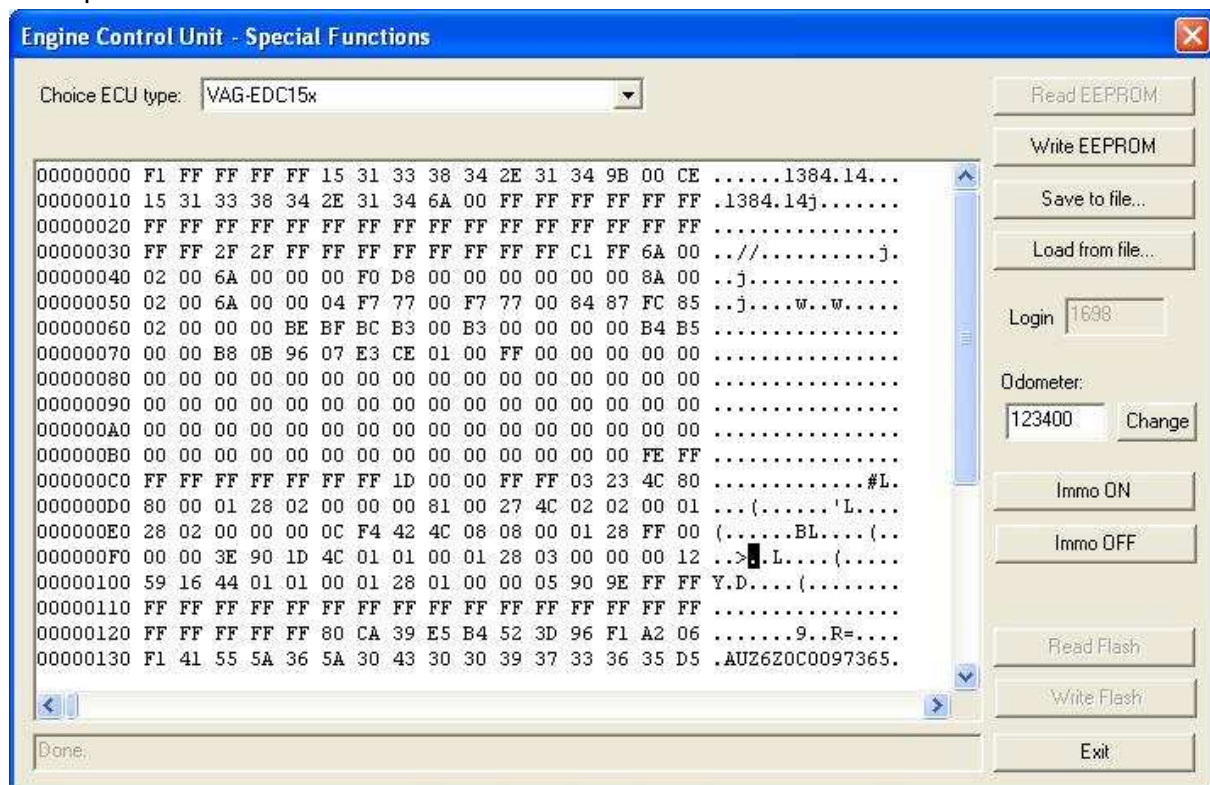 Engine Control Unit - Special Functions
Choice ECU type: VAG-EDC15x
Read EEPROM
Write EEPROM
00000000 F1 FF FF FF FF FF 15 31 33 38 34 2E 31 34 9B 00 CE ......1384.14...
00000010 15 31 33 38 34 2E 31 34 6A 00 FF FF FF FF FF FF .1384.14j.......
Save to file...
00000020 FF FF FF FF FF FF FF FF FF FF FF FF FF FF FF FF ................
00000030 FF FF 2F 2F FF FF FF FF FF FF FF FF C1 FF 6A 00 ..//..........j.
Load from file...
00000040 02 00 6A 00 00 00 F0 D8 00 00 00 00 00 00 8A 00 ..j.............
00000050 02 00 6A 00 00 04 F7 77 00 F7 77 00 84 87 FC 85 ..j....w..w.....
Login 1698
00000060 02 00 00 00 BE BF BC B3 00 B3 00 00 00 00 B4 B5 ................
00000070 00 00 B8 0B 96 07 E3 CE 01 00 FF 00 00 00 00 00 ................
00000080 00 00 00 00 00 00 00 00 00 00 00 00 00 00 00 00 ................
Odometer:
00000090 00 00 00 00 00 00 00 00 00 00 00 00 00 00 00 00 ................
123400 Change
000000A0 00 00 00 00 00 00 00 00 00 00 00 00 00 00 00 00 ................
000000B0 00 00 00 00 00 00 00 00 00 00 00 00 00 00 FE FF ................
000000C0 FF FF FF FF FF FF FF 1D 00 00 FF FF 03 23 4C 80 .............#L.
Immo ON
000000D0 80 00 01 28 02 00 00 00 81 00 27 4C 02 02 00 01 ...(......'L....
000000E0 28 02 00 00 00 0C F4 42 4C 08 08 00 01 28 FF 00 (......BL....(..
Immo OFF
000000F0 00 00 3E 90 1D 4C 01 01 00 01 28 03 00 00 00 12 ..>..L....(.....
00000100 59 16 44 01 01 00 01 28 01 00 00 05 90 9E FF FF Y.D....(........
00000110 FF FF FF FF FF FF FF FF FF FF FF FF FF FF FF FF ................
00000120 FF FF FF FF FF 80 CA 39 E5 B4 52 3D 96 F1 A2 06 .......9..R=....
Read Flash
00000130 F1 41 55 5A 36 5A 30 43 30 30 39 37 33 36 35 D5 .AUZ6Z0C0097365.
Write Flash
Done.
Exit